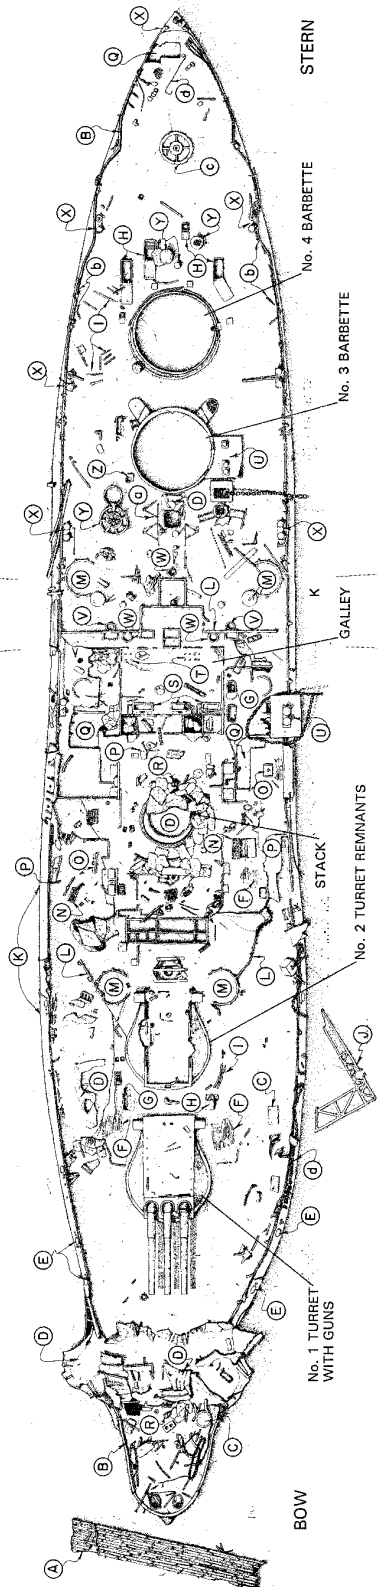 STERN
X
Q
d
B
c
X
X
H
Y
Y
H
b
b
No. 4 BARBETTE
I
X
No. 3 BARBETTE
Z
U
Y
a
D
X
X
W
M
M
L
K
V
W
W
V
GALLEY
T
S
G
Q
Q
U
P
R
P
O
O
D
N
N
P
STACK
F
K
L
L
M
M
No. 2 TURRET REMNANTS
I
J
D
G
H
C
F
F
d
E
E
E
No. 1 TURRET
WITH GUNS
D
D
R
B
C
BOW
A